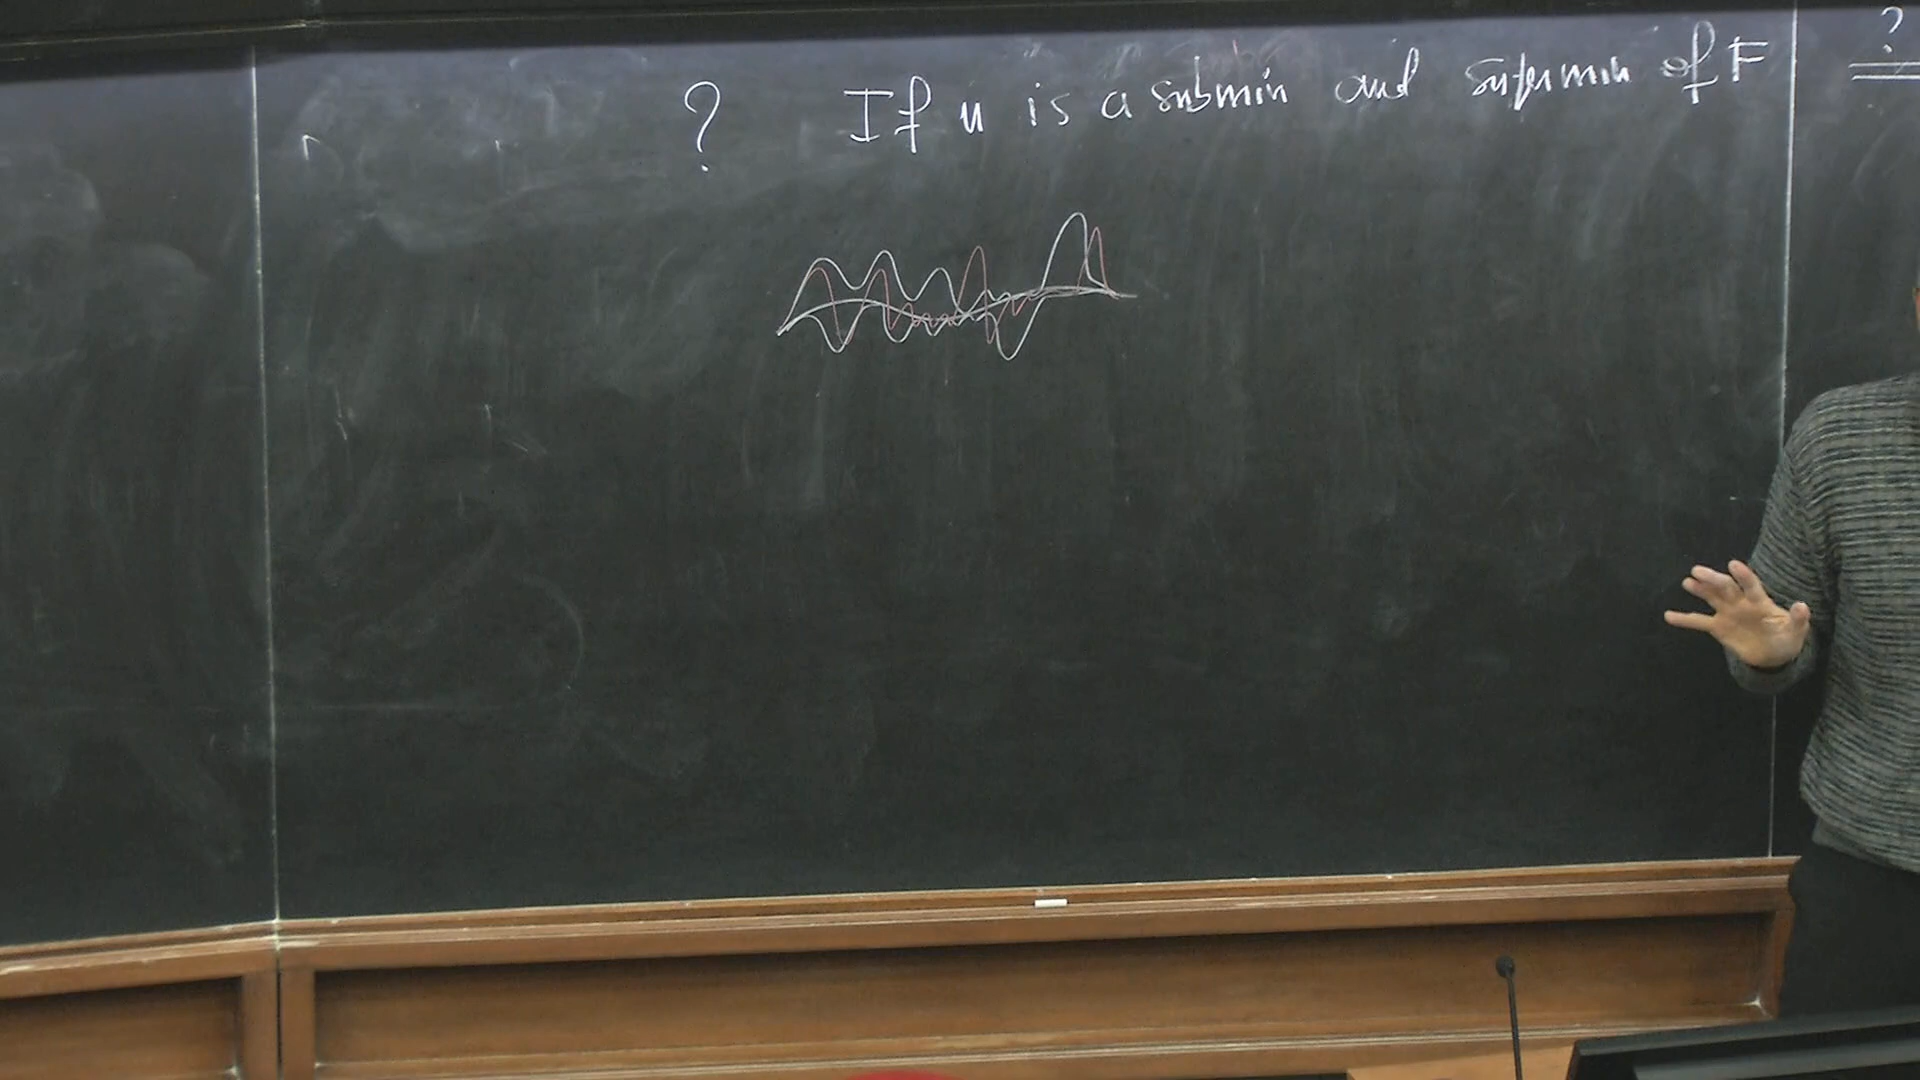 ? If u is a submin and supermin of F ?